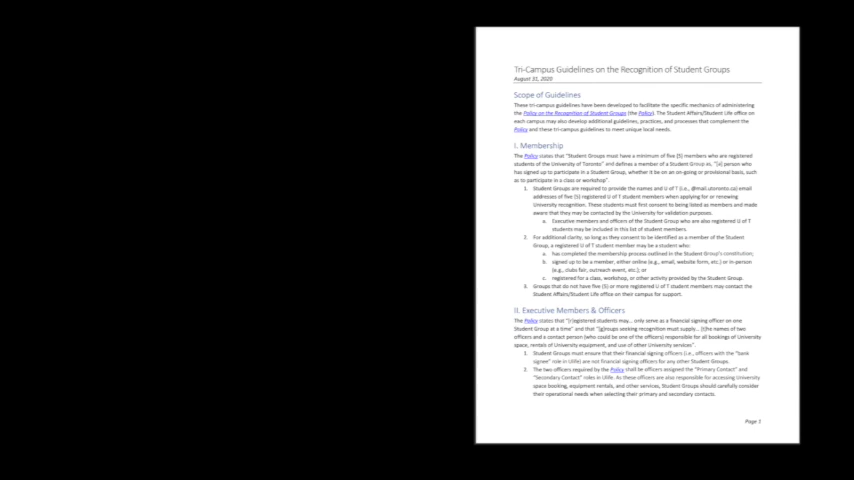 Tri-Campus Guidelines on the Recognition of Student Groups
August 31, 2020
Scope of Guidelines
These tri-campus guidelines have been developed to facilitate the specific mechanics of administering
the Policy on the Recognition of Student Groups (the Policy). The Student Affairs/Student Life office on
each campus may also develop additional guidelines, practices, and processes that complement the
Policy and these tri-campus guidelines to meet unique local needs.
I. Membership
The Policy states that "Student Groups must have a minimum of five [5] members who are registered
students of the University of Toronto" and defines a member of a Student Group as, "[a] person who
has signed up to participate in a Student Group, whether it be on an on-going or provisional basis, such
as to participate in a class or workshop".
1. Student Groups are required to provide the names and U of T (i.e., @mail.utoronto.ca) email
addresses of five (5) registered U of T student members when applying for or renewing
University recognition. These students must first consent to being listed as members and made
aware that they may be contacted by the University for validation purposes.
a. Executive members and officers of the Student Group who are also registered U of T
students may be included in this list of student members.
2. For additional clarity, so long as they consent to be identified as a member of the Student
Group, a registered U of T student member may be a student who:
a. has completed the membership process outlined in the Student Group's constitution;
b. signed up to be a member, either online (e.g., email, website form, etc.) or in-person
(e.g., clubs fair, outreach event, etc.); or
c. registered for a class, workshop, or other activity provided by the Student Group.
3. Groups that do not have five (5) or more registered U of T student members may contact the
Student Affairs/Student Life office on their campus for support.
II. Executive Members & Officers
The Policy states that "[r]egistered students may... only serve as a financial signing officer on one
Student Group at a time" and that "[g]roups seeking recognition must supply... [t]he names of two
officers and a contact person (who could be one of the officers) responsible for all bookings of University
space, rentals of University equipment, and use of other University services".
1. Student Groups must ensure that their financial signing officers (i.e., officers with the "bank
signee" role in Ulife) are not financial signing officers for any other Student Groups.
2. The two officers required by the Policy shall be officers assigned the "Primary Contact" and
"Secondary Contact" roles in Ulife. As these officers are also responsible for accessing University
space booking, equipment rentals, and other services, Student Groups should carefully consider
their operational needs when selecting their primary and secondary contacts.
Page 1